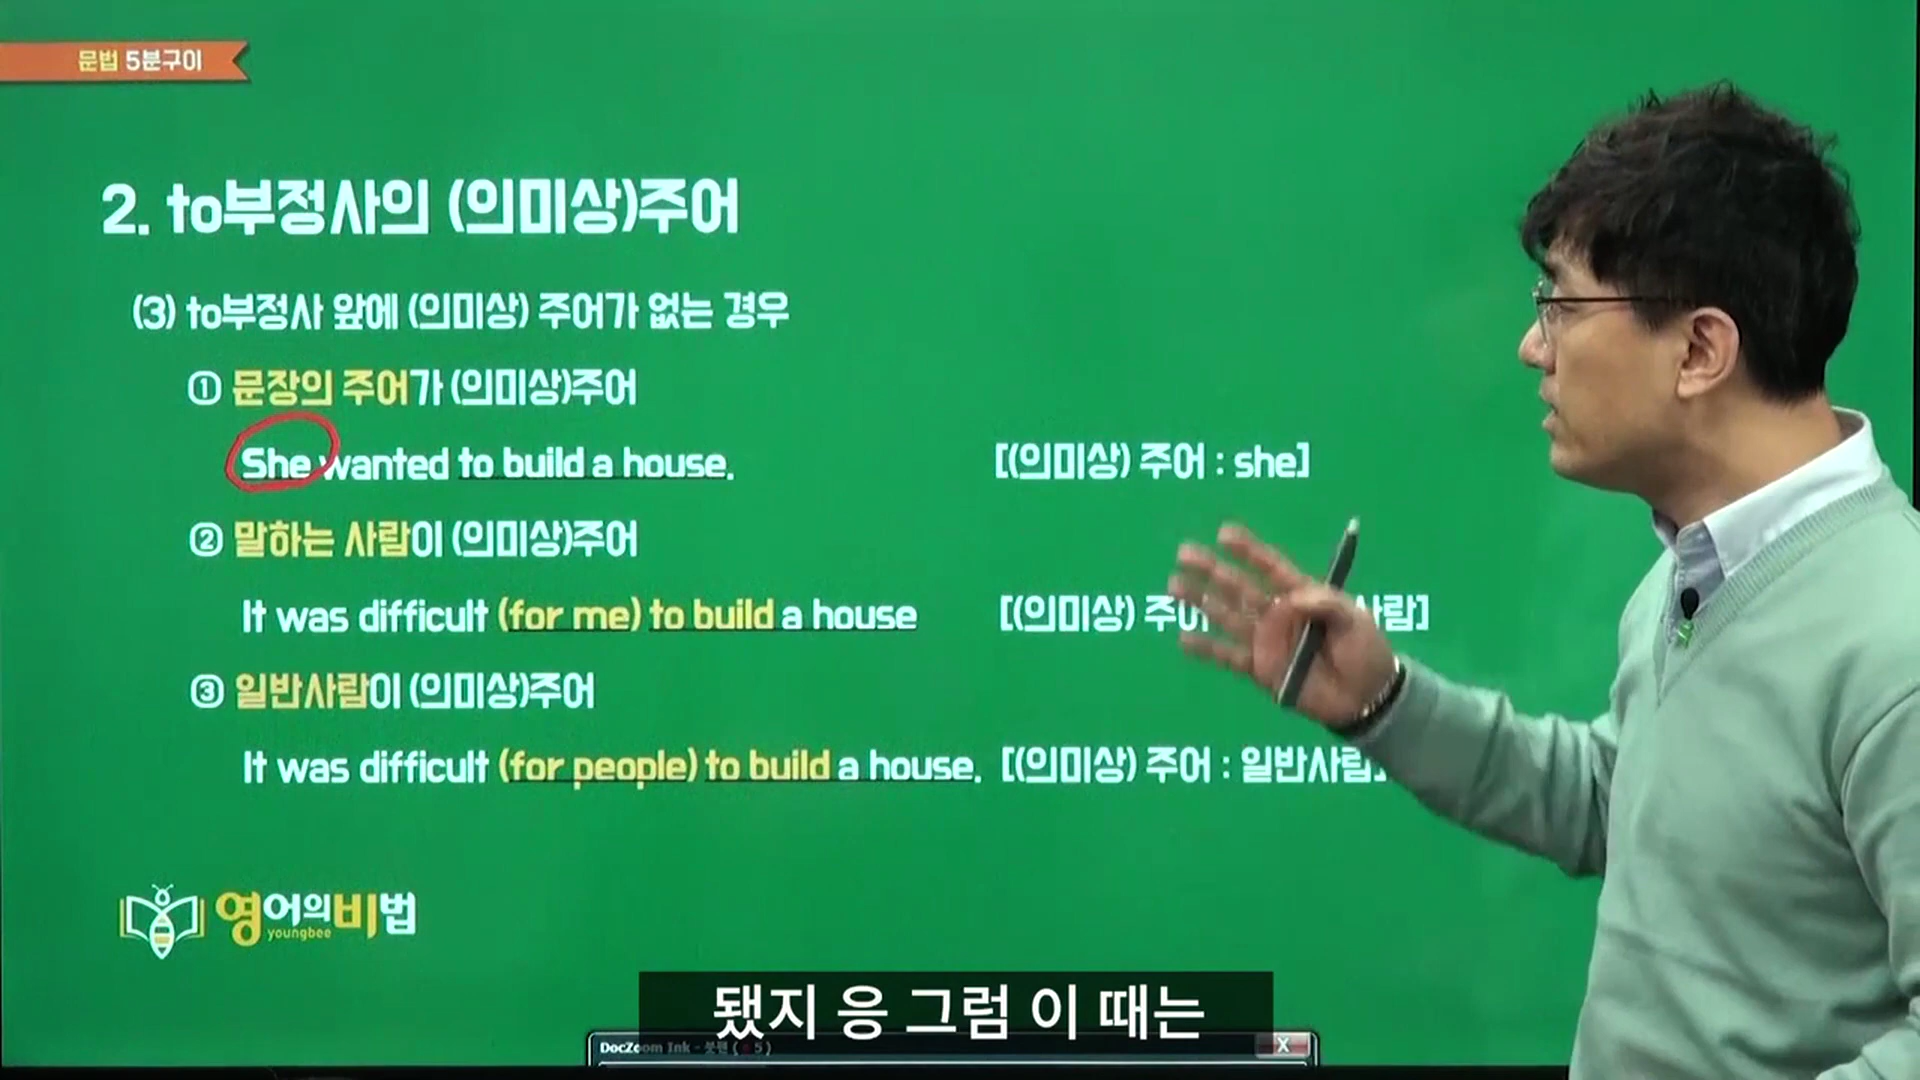 문법 5분구이
2. to부정사의 (의미상)주어
(3) to부정사 앞에 (의미상) 주어가 없는 경우
① 문장의 주어가 (의미상)주어
She wanted to build a house. [(의미상) 주어 : she]
② 말하는 사람이 (의미상)주어
It was difficult (for me) to build a house [(의미상) 사람]
③ 일반사람이 (의미상)주어
It was difficult (for people) to build a house. [(의미상) 주어 : 일반사람]
영어의비법
youngbee
됐지 응 그럼 이 때는
DocZoom Ink - 붓펜 ( 5 )
X